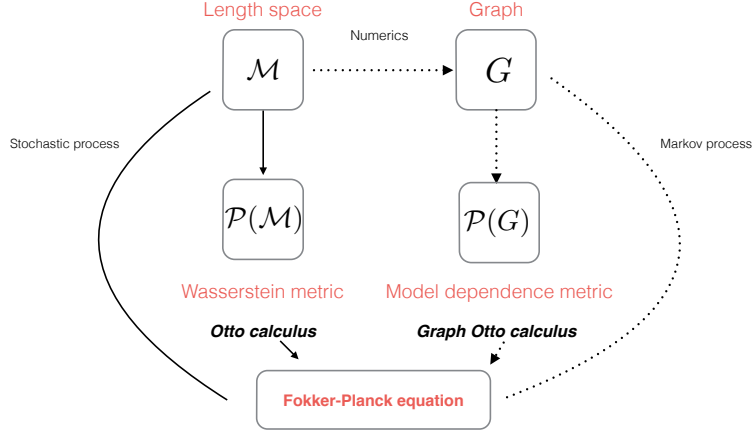 Length space
Graph
Numerics
ℳ
G
Stochastic process
Markov process
𝒫(ℳ)
𝒫(G)
Wasserstein metric
Model dependence metric
Otto calculus
Graph Otto calculus
Fokker-Planck equation